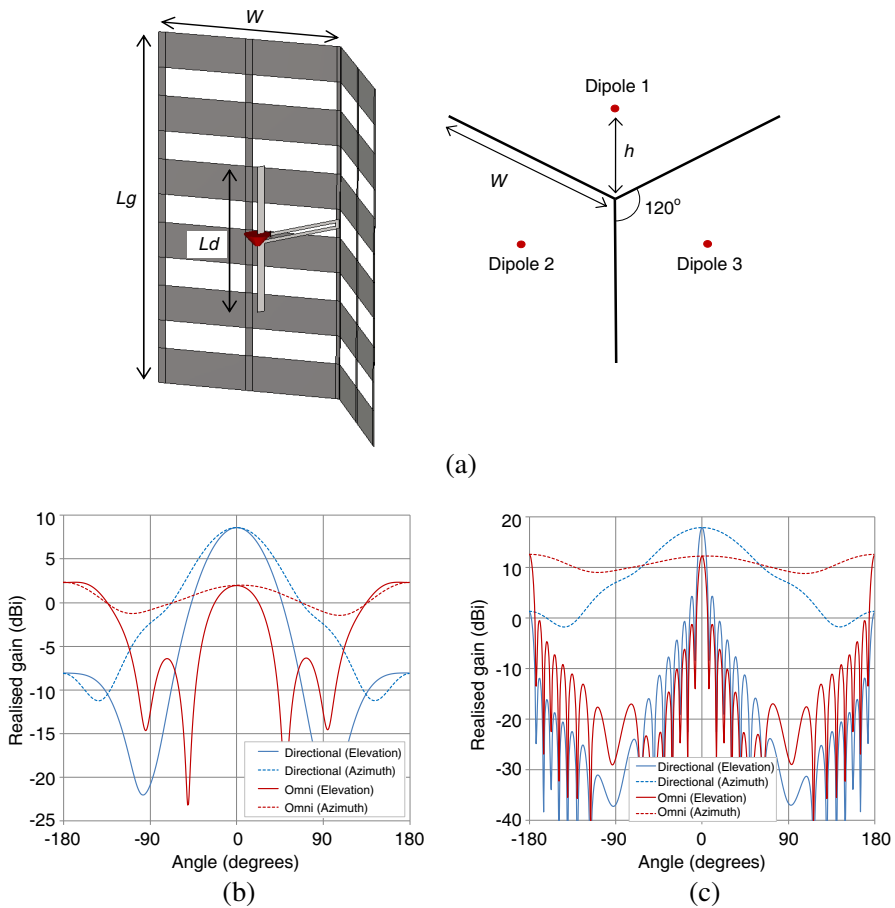 W
Lg
Ld
Dipole 1
h
W
120°
Dipole 2
Dipole 3
(a)
Realised gain (dBi)
10
5
0
-5
-10
-15
-20
-25
Directional (Elevation)
Directional (Azimuth)
Omni (Elevation)
Omni (Azimuth)
-180
-90
0
90
180
Angle (degrees)
(b)
Realised gain (dBi)
20
10
0
-10
-20
-30
-40
Directional (Elevation)
Directional (Azimuth)
Omni (Elevation)
Omni (Azimuth)
-180
-90
0
90
180
Angle (degrees)
(c)